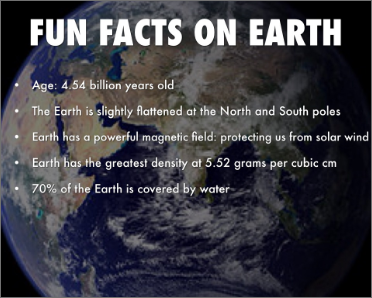 FUN FACTS ON EARTH
• Age: 4.54 billion years old
• The Earth is slightly flattened at the North and South poles
• Earth has a powerful magnetic field: protecting us from solar wind
• Earth has the greatest density at 5.52 grams per cubic cm
• 70% of the Earth is covered by water